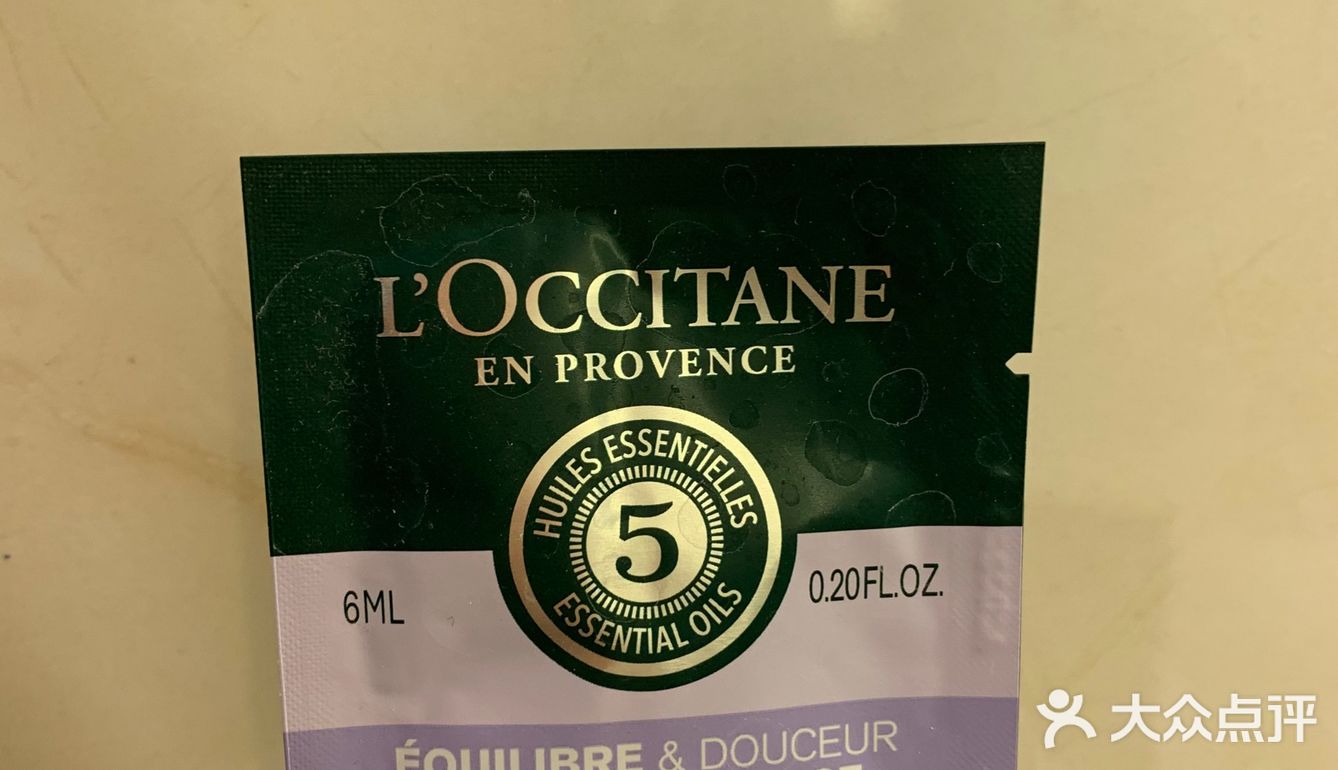 L'OCCITANE
EN PROVENCE
HUILES ESSENTIELLES
5
ESSENTIAL OILS
6ML
0.20FL.OZ.
ÉQUILIBRE & DOUCEUR
大众点评